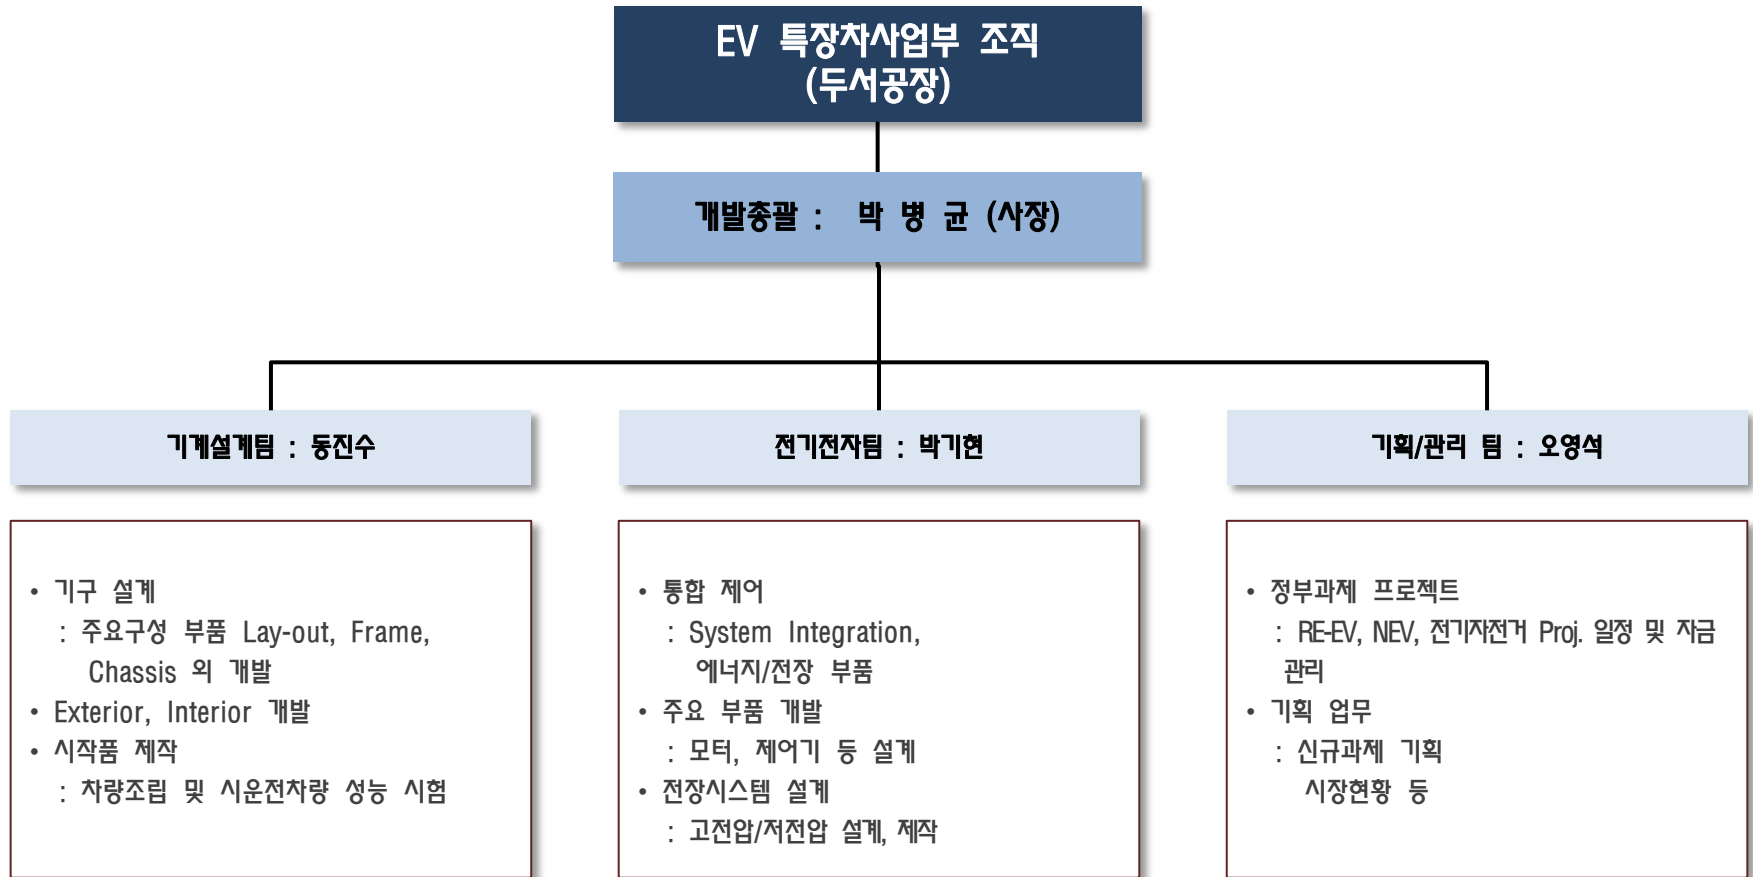 EV 특장차사업부 조직
(두서공장)
개발총괄 : 박 병 균 (사장)
기계설계팀 : 동진수
• 기구 설계
: 주요구성 부품 Lay-out, Frame,
Chassis 외 개발
• Exterior, Interior 개발
• 시작품 제작
: 차량조립 및 시운전차량 성능 시험
전기전자팀 : 박기현
• 통합 제어
: System Integration,
에너지/전장 부품
• 주요 부품 개발
: 모터, 제어기 등 설계
• 전장시스템 설계
: 고전압/저전압 설계, 제작
기획/관리 팀 : 오영석
• 정부과제 프로젝트
: RE-EV, NEV, 전기자전거 Proj. 일정 및 자금
관리
• 기획 업무
: 신규과제 기획
시장현황 등